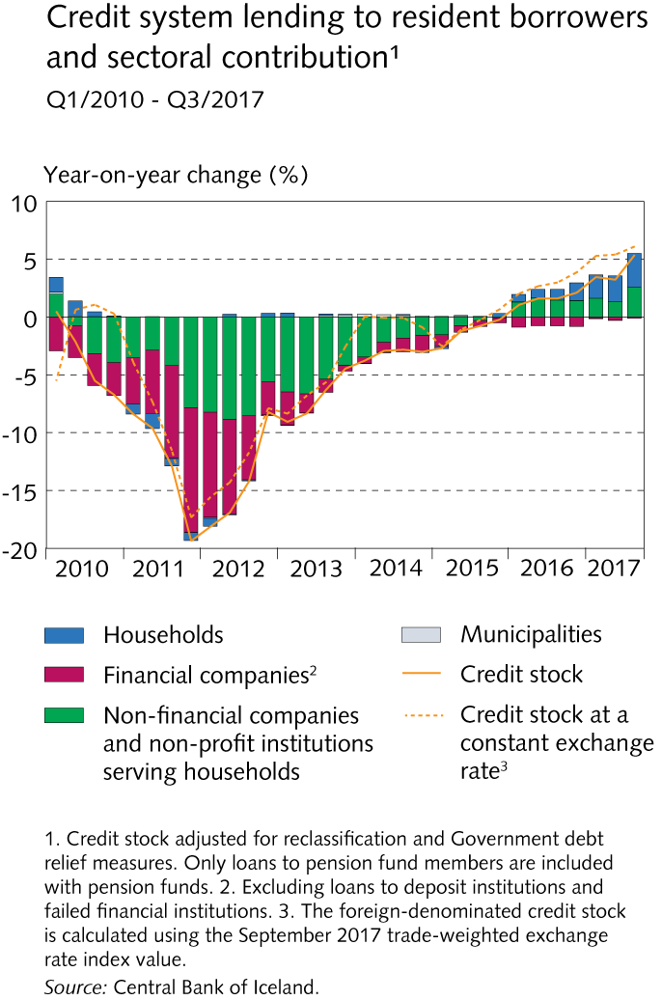 Credit system lending to resident borrowers
and sectoral contribution¹
Q1/2010 - Q3/2017
Year-on-year change (%)
10
5
0
-5
-10
-15
-20
2010 2011 2012 2013 2014 2015 2016 2017
Households
Municipalities
Financial companies²
Credit stock
Non-financial companies
and non-profit institutions
serving households
Credit stock at a
constant exchange
rate³
1. Credit stock adjusted for reclassification and Government debt
relief measures. Only loans to pension fund members are included
with pension funds. 2. Excluding loans to deposit institutions and
failed financial institutions. 3. The foreign-denominated credit stock
is calculated using the September 2017 trade-weighted exchange
rate index value.
Source: Central Bank of Iceland.